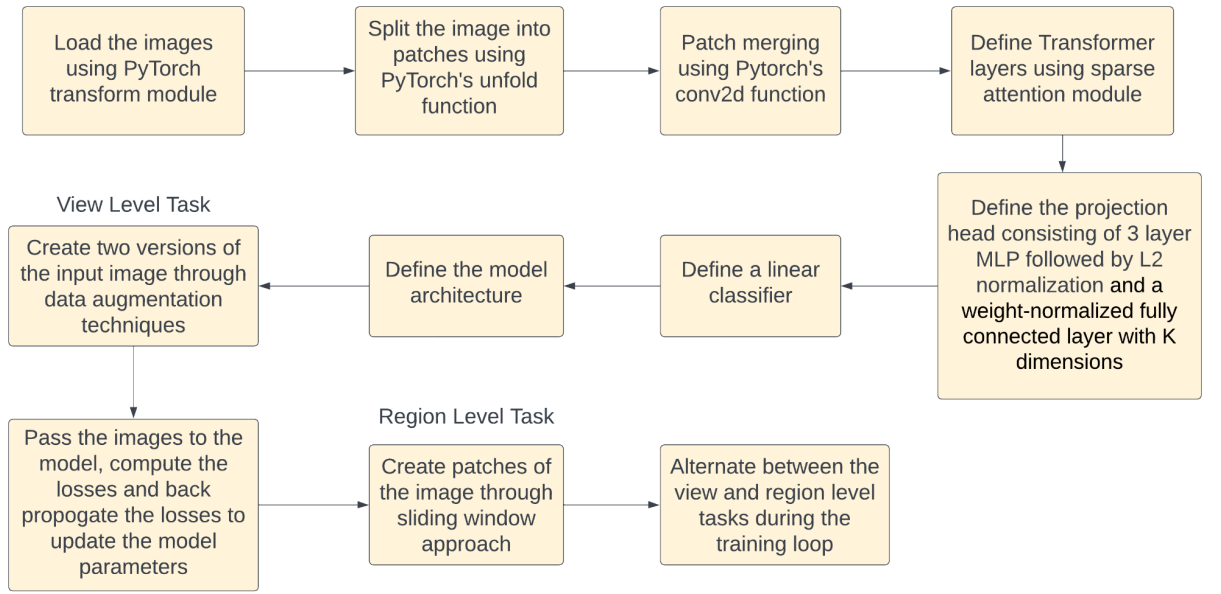 Load the images
using PyTorch
transform module
Split the image into
patches using
PyTorch's unfold
function
Patch merging
using Pytorch's
conv2d function
Define Transformer
layers using sparse
attention module
Define the projection
head consisting of 3 layer
MLP followed by L2
normalization and a
weight-normalized fully
connected layer with K
dimensions
Define a linear
classifier
Define the model
architecture
View Level Task
Create two versions of
the input image through
data augmentation
techniques
Pass the images to the
model, compute the
losses and back
propogate the losses to
update the model
parameters
Region Level Task
Create patches of
the image through
sliding window
approach
Alternate between the
view and region level
tasks during the
training loop